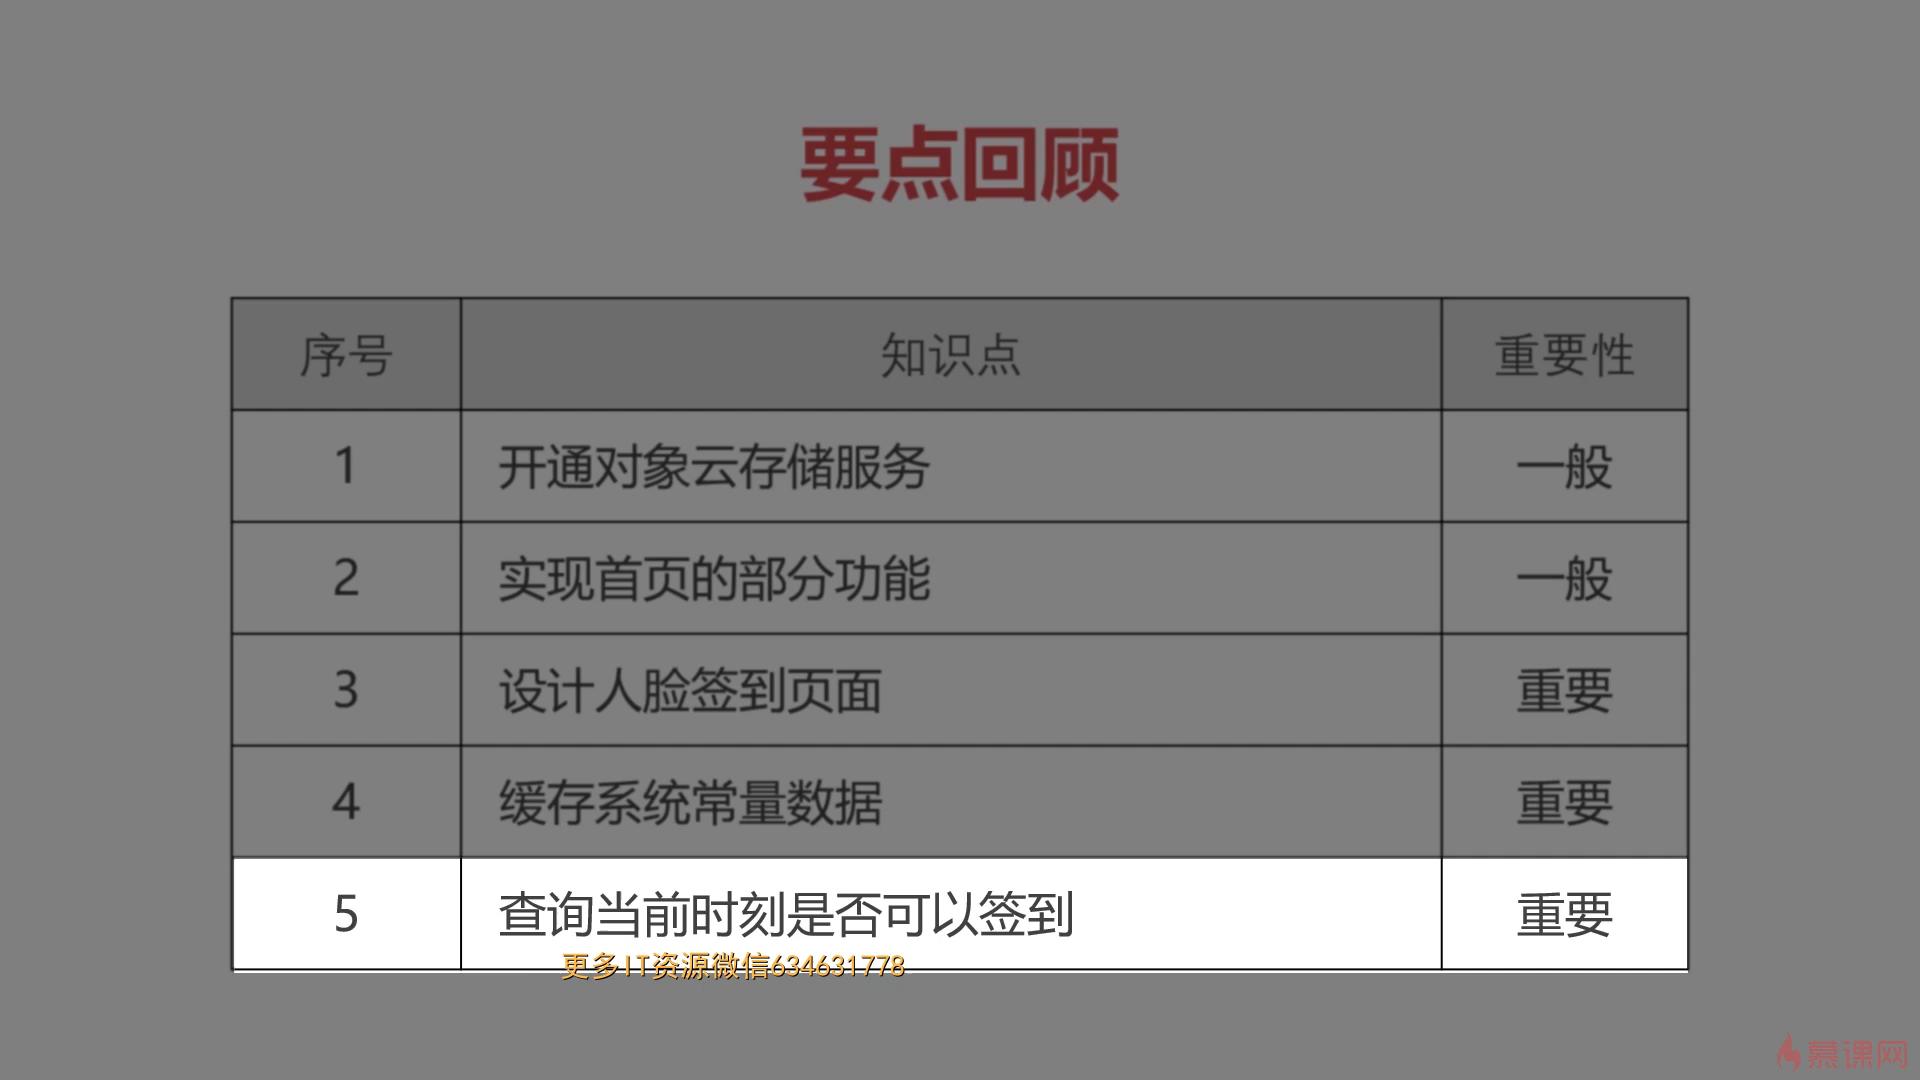 要点回顾
序号 知识点 重要性
1 开通对象云存储服务 一般
2 实现首页的部分功能 一般
3 设计人脸签到页面 重要
4 缓存系统常量数据 重要
5 查询当前时刻是否可以签到 重要
更多IT资源微信634631778
慕课网